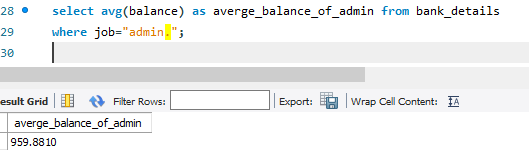 28 select avg(balance) as averge_balance_of_admin from bank_details
29 where job="admin.";
30
esult Grid Filter Rows: Export: Wrap Cell Content:
averge_balance_of_admin
959.8810